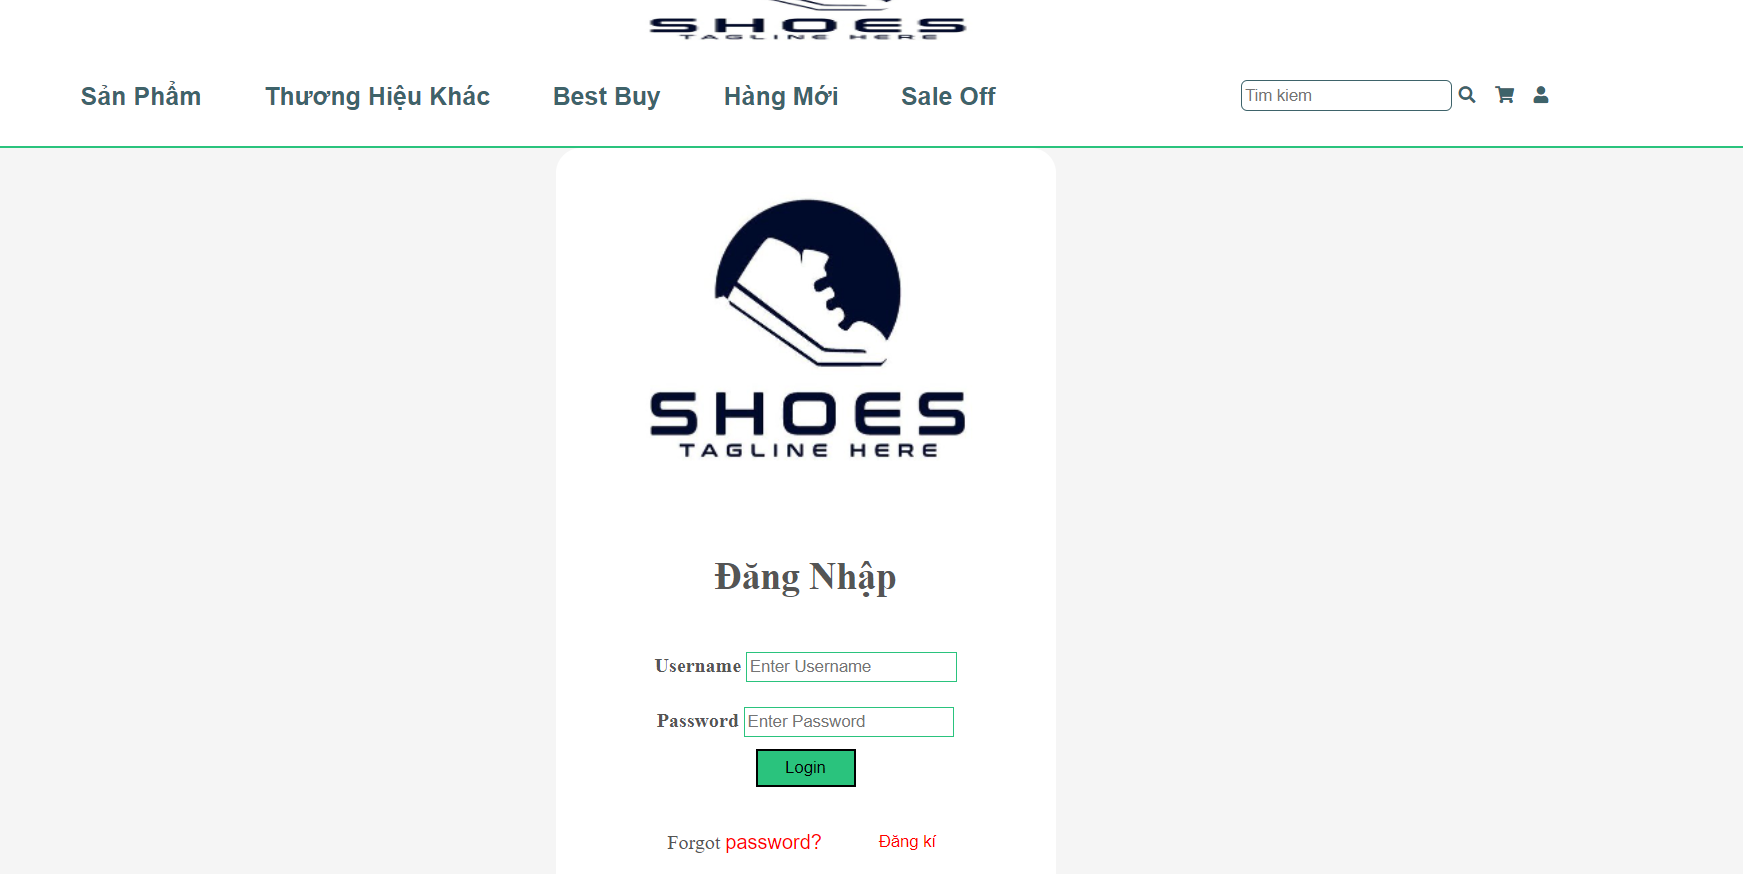 SHOES
TAGLINE HERE
Sản Phẩm Thương Hiệu Khác Best Buy Hàng Mới Sale Off Tim kiem
SHOES
TAGLINE HERE
Đăng Nhập
Username Enter Username
Password Enter Password
Login
Forgot password? Đăng kí